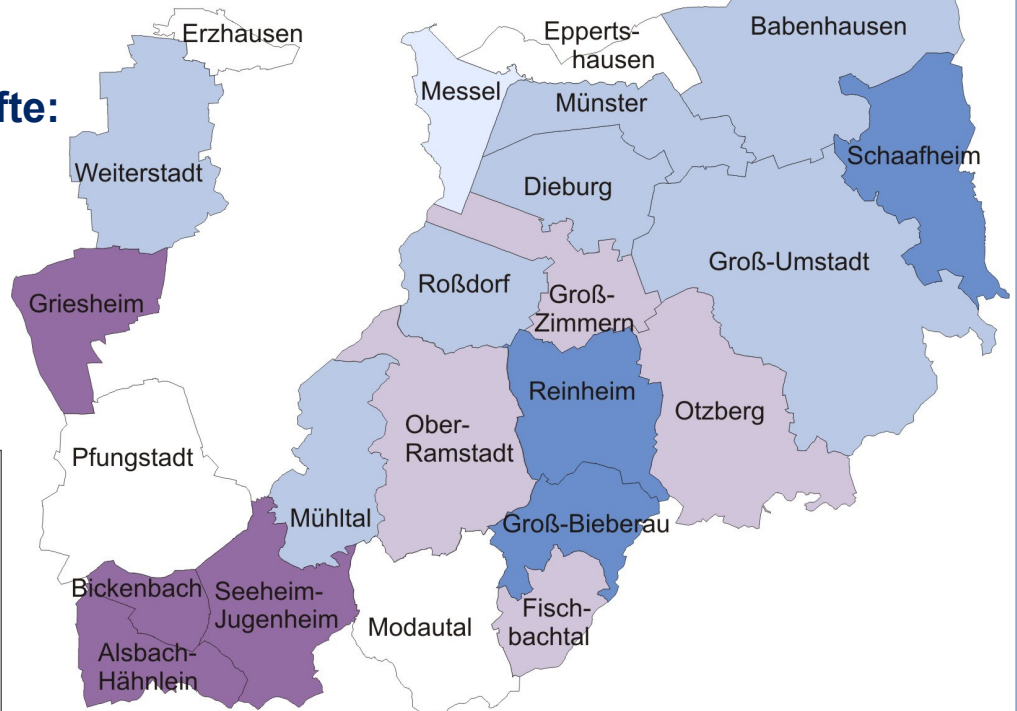 Erzhausen
Epperts-
hausen
Babenhausen
fte:
Messel
Münster
Schaafheim
Weiterstadt
Dieburg
Groß-Umstadt
Roßdorf
Griesheim
Groß-
Zimmern
Reinheim
Otzberg
Ober-
Ramstadt
Pfungstadt
Mühltal
Groß-Bieberau
Bickenbach
Seeheim-
Jugenheim
Fisch-
bachtal
Modautal
Alsbach-
Hähnlein